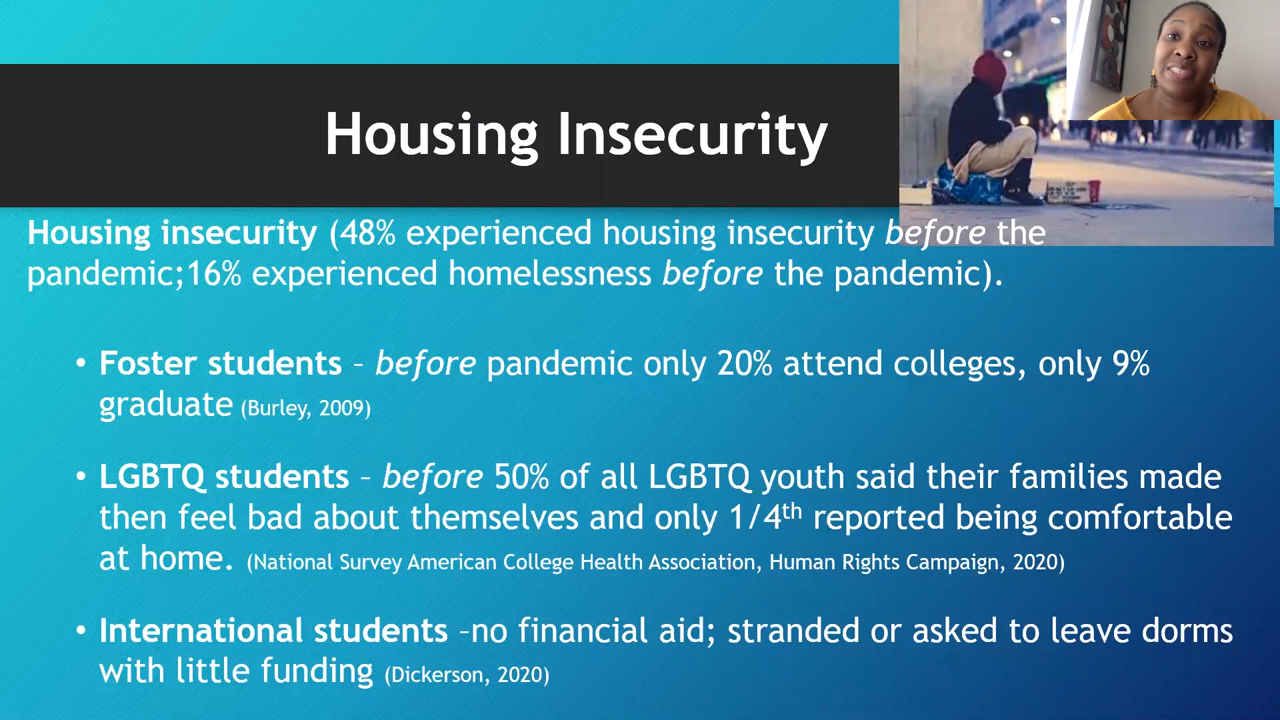 Housing Insecurity
Housing insecurity (48% experienced housing insecurity before the
pandemic;16% experienced homelessness before the pandemic).
• Foster students – before pandemic only 20% attend colleges, only 9%
graduate (Burley, 2009)
• LGBTQ students – before 50% of all LGBTQ youth said their families made
then feel bad about themselves and only 1/4th reported being comfortable
at home. (National Survey American College Health Association, Human Rights Campaign, 2020)
• International students –no financial aid; stranded or asked to leave dorms
with little funding (Dickerson, 2020)